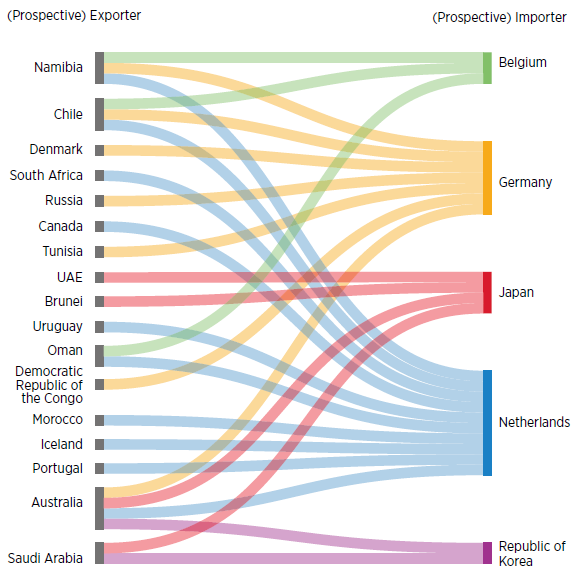 (Prospective) Exporter
(Prospective) Importer
Namibia
Chile
Denmark
South Africa
Russia
Canada
Tunisia
UAE
Brunei
Uruguay
Oman
Democratic
Republic of
the Congo
Morocco
Iceland
Portugal
Australia
Saudi Arabia
Belgium
Germany
Japan
Netherlands
Republic of
Korea